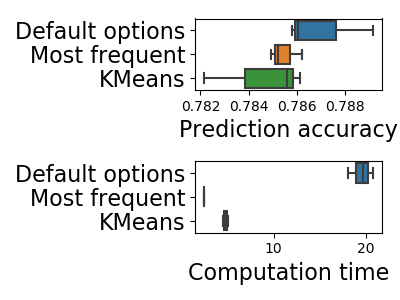 Default options
Most frequent
KMeans
0.782 0.784 0.786 0.788
Prediction accuracy
Default options
Most frequent
KMeans
10 20
Computation time